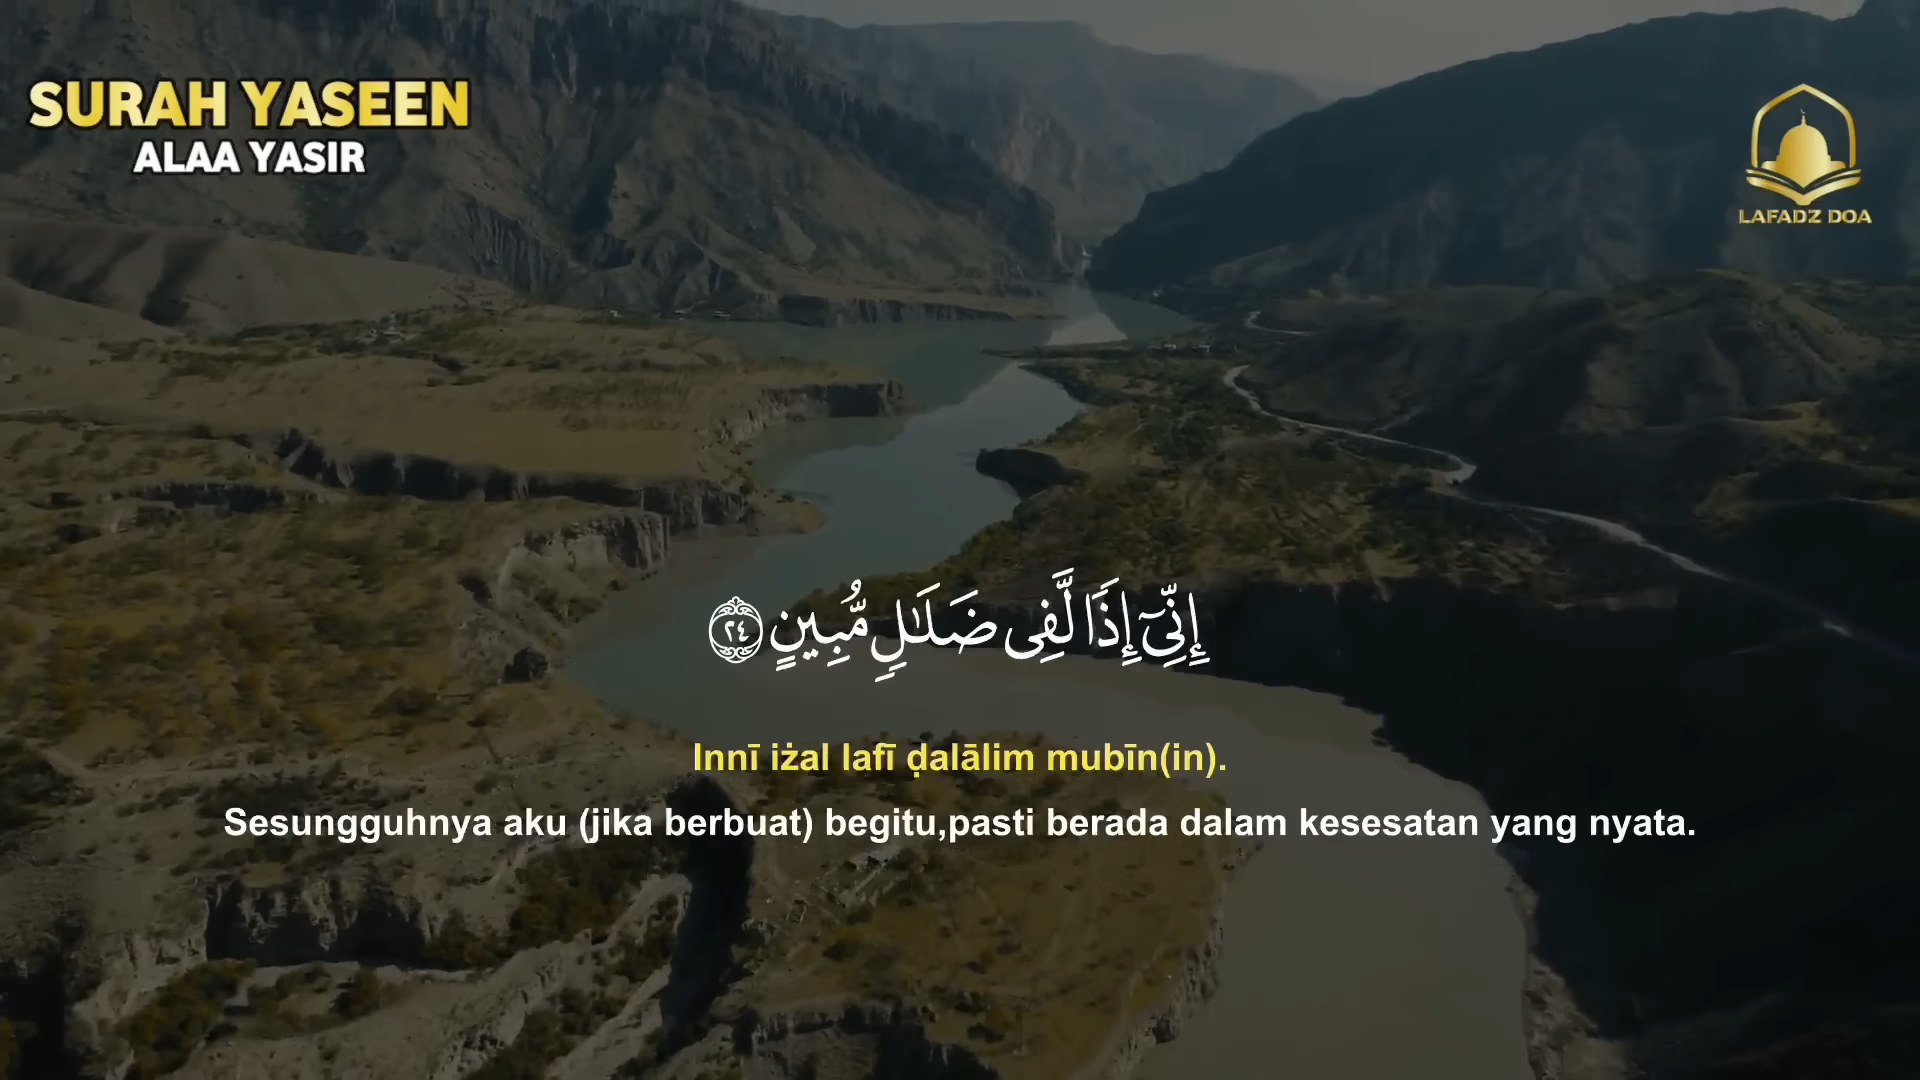 SURAH YASEEN
ALAA YASIR
LAFADZ DOA
إِنِّىٓ إِذًا لَّفِى ضَلَـٰلٍ مُّبِينٍ ٢٤
Innī iżal lafī ḍalālim mubīn(in).
Sesungguhnya aku (jika berbuat) begitu,pasti berada dalam kesesatan yang nyata.